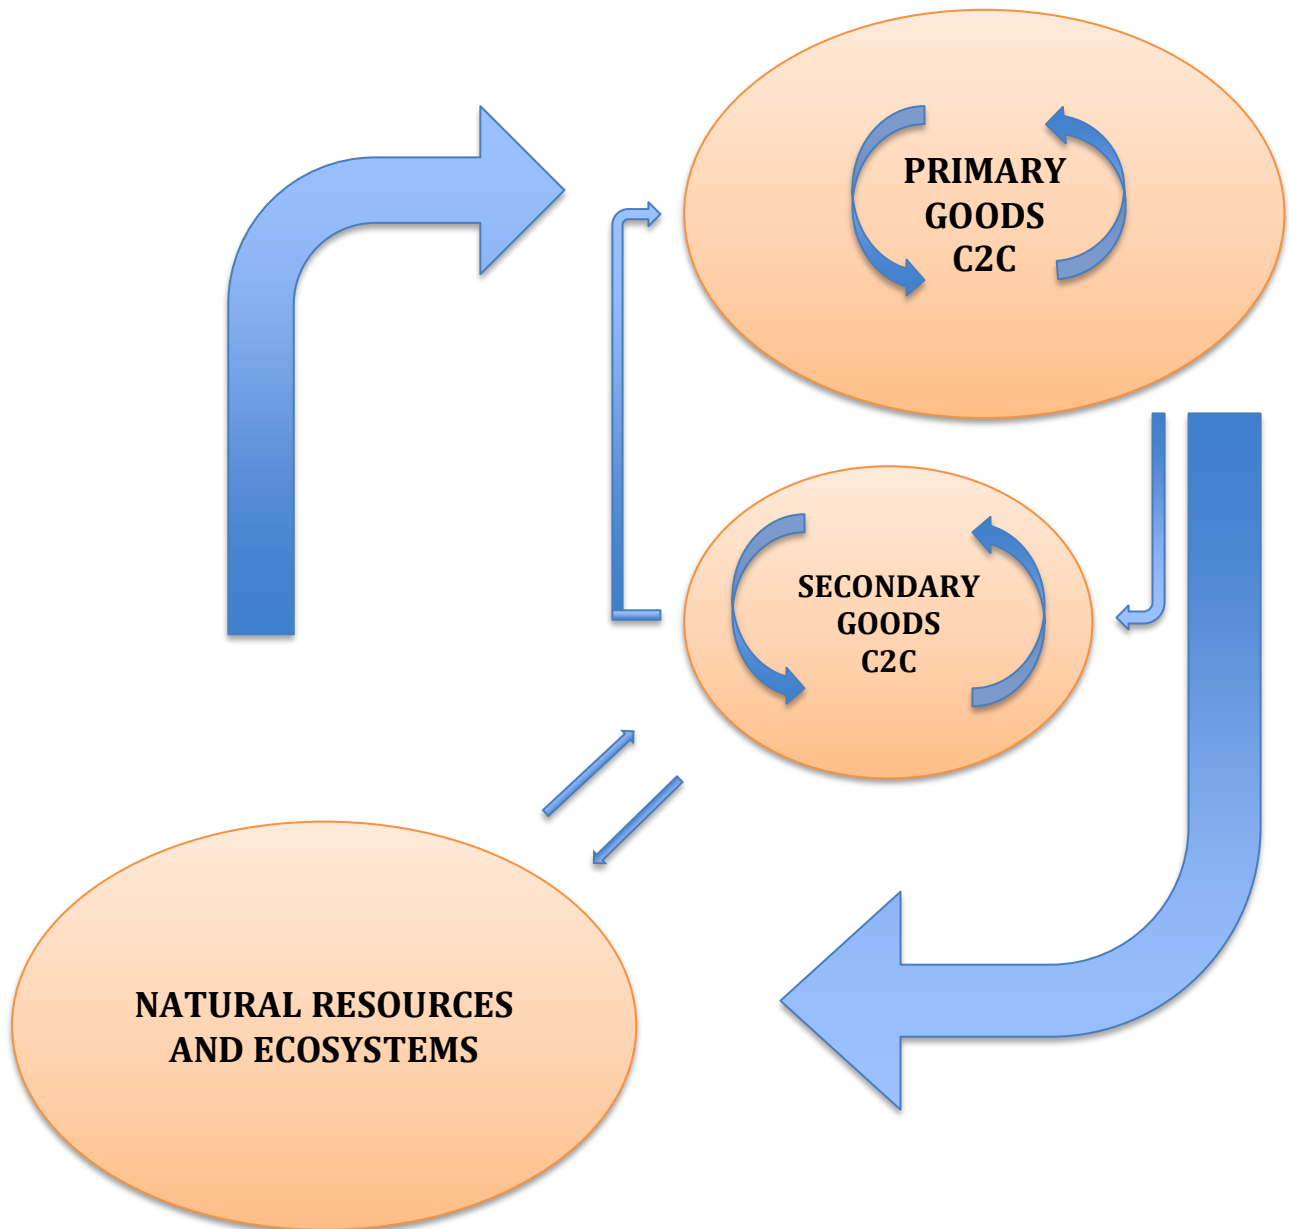 PRIMARY
GOODS
C2C
SECONDARY
GOODS
C2C
NATURAL RESOURCES
AND ECOSYSTEMS